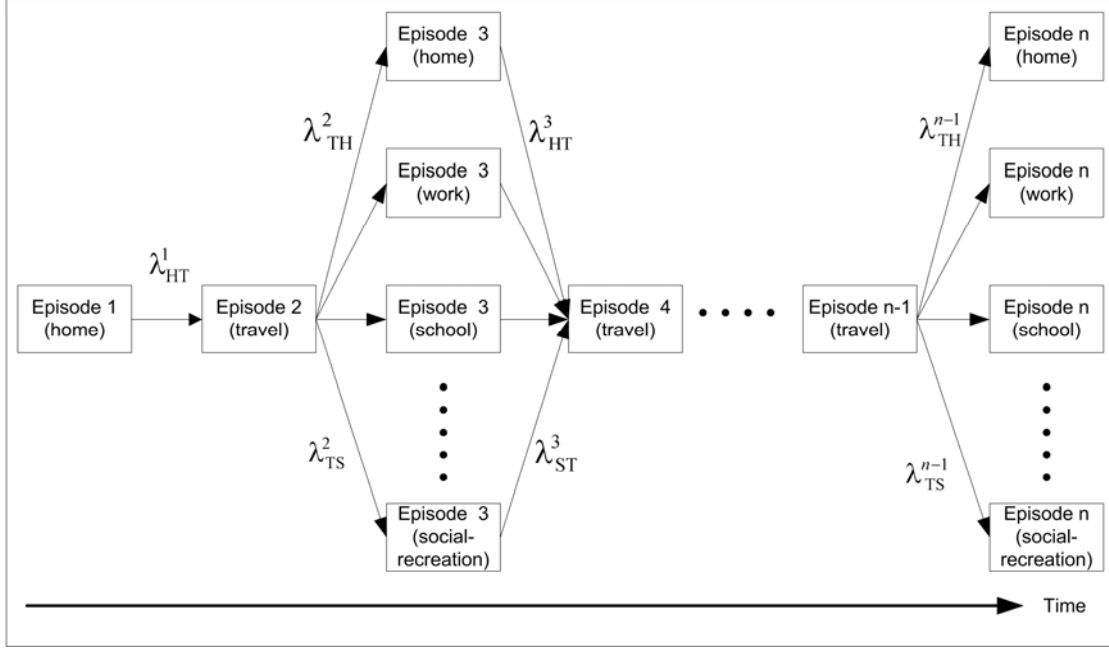 Episode 3
(home)
Episode n
(home)
λ²TH
λ³HT
λⁿ⁻¹TH
Episode 3
(work)
Episode n
(work)
λ¹HT
Episode 1
(home)
Episode 2
(travel)
Episode 3
(school)
Episode 4
(travel)
Episode n-1
(travel)
Episode n
(school)
λ²TS
λ³ST
λⁿ⁻¹TS
Episode 3
(social-
recreation)
Episode n
(social-
recreation)
Time